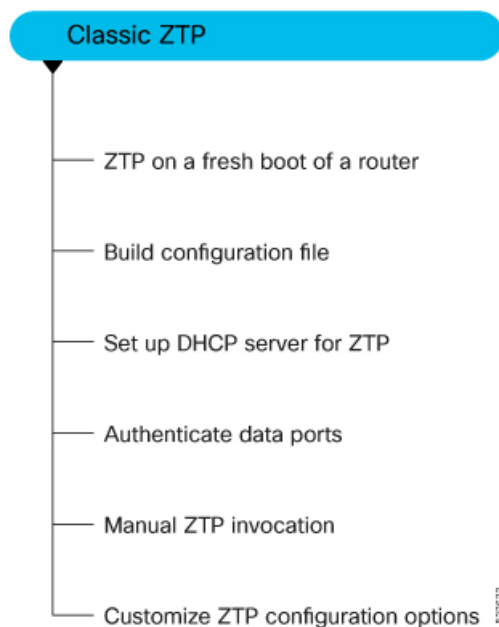 Classic ZTP
ZTP on a fresh boot of a router
Build configuration file
Set up DHCP server for ZTP
Authenticate data ports
Manual ZTP invocation
Customize ZTP configuration options